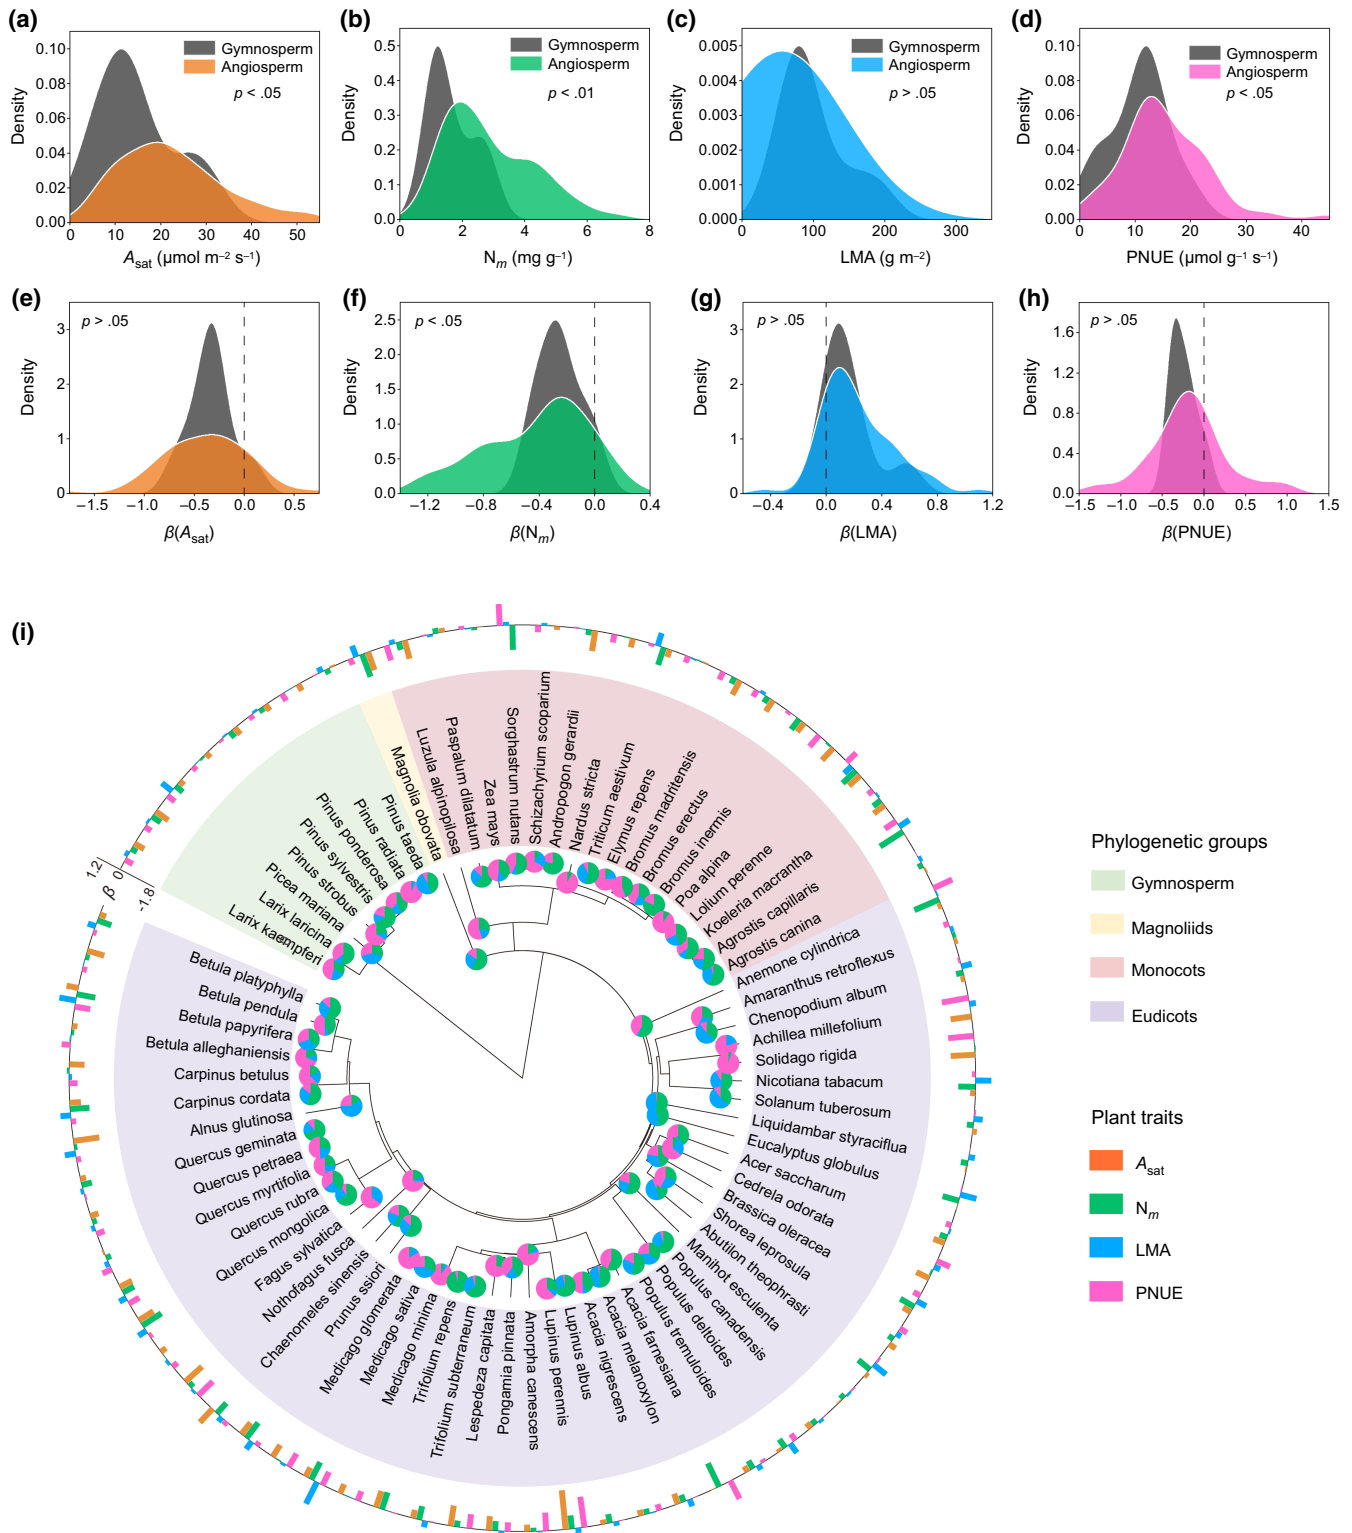 (a)
Density
0.10
0.08
0.06
0.04
0.02
0.00
Gymnosperm
Angiosperm
p < .05
0 10 20 30 40 50
Asat (μmol m−2 s−1)
(b)
Density
0.5
0.4
0.3
0.2
0.1
0.0
Gymnosperm
Angiosperm
p < .01
0 2 4 6 8
Nm (mg g−1)
(c)
Density
0.005
0.004
0.003
0.002
0.001
0.000
Gymnosperm
Angiosperm
p > .05
0 100 200 300
LMA (g m−2)
(d)
Density
0.10
0.08
0.06
0.04
0.02
0.00
Gymnosperm
Angiosperm
p < .05
0 10 20 30 40
PNUE (μmol g−1 s−1)
(e)
Density
3
2
1
0
p > .05
−1.5 −1.0 −0.5 0.0 0.5
β(Asat)
(f)
Density
2.5
2.0
1.5
1.0
0.5
0.0
p < .05
−1.2 −0.8 −0.4 0.0 0.4
β(Nm)
(g)
Density
3
2
1
0
p > .05
−0.4 0.0 0.4 0.8 1.2
β(LMA)
(h)
Density
1.6
1.2
0.8
0.4
0.0
p > .05
−1.5 −1.0 −0.5 0.0 0.5 1.0 1.5
β(PNUE)
(i)
1.2
0
-1.8
β
Larix kaempferi
Larix laricina
Picea mariana
Pinus strobus
Pinus sylvestris
Pinus ponderosa
Pinus radiata
Pinus taeda
Magnolia obovata
Luzula alpinopilosa
Paspalum dilatatum
Zea mays
Sorghastrum nutans
Schizachyrium scoparium
Andropogon gerardii
Nardus stricta
Triticum aestivum
Elymus repens
Bromus madritensis
Bromus erectus
Bromus inermis
Poa alpina
Lolium perenne
Koeleria macrantha
Agrostis capillaris
Agrostis canina
Anemone cylindrica
Amaranthus retroflexus
Chenopodium album
Achillea millefolium
Solidago rigida
Nicotiana tabacum
Solanum tuberosum
Liquidambar styraciflua
Eucalyptus globulus
Acer saccharum
Cedrela odorata
Brassica oleracea
Shorea leprosula
Abutilon theophrasti
Manihot esculenta
Populus canadensis
Populus deltoides
Populus tremuloides
Acacia farnesiana
Acacia melanoxylon
Acacia nigrescens
Lupinus albus
Lupinus perennis
Amorpha canescens
Pongamia pinnata
Lespedeza capitata
Trifolium subterraneum
Trifolium repens
Medicago minima
Medicago sativa
Medicago glomerata
Prunus ssiori
Chaenomeles sinensis
Nothofagus fusca
Fagus sylvatica
Quercus mongolica
Quercus rubra
Quercus myrtifolia
Quercus petraea
Quercus geminata
Alnus glutinosa
Carpinus cordata
Carpinus betulus
Betula alleghaniensis
Betula papyrifera
Betula pendula
Betula platyphylla
Phylogenetic groups
Gymnosperm
Magnoliids
Monocots
Eudicots
Plant traits
Asat
Nm
LMA
PNUE